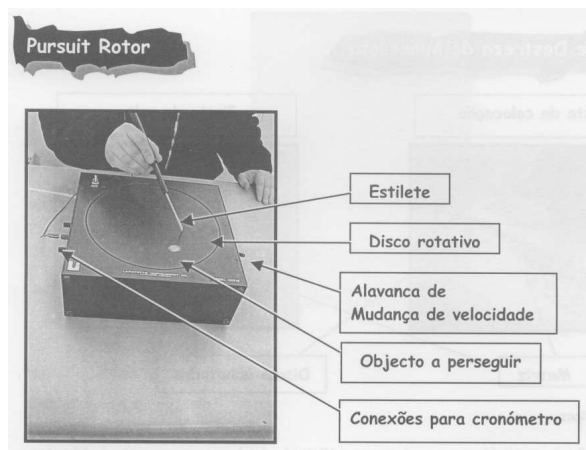 Pursuit Rotor
Estilete
Disco rotativo
Alavanca de
Mudança de velocidade
Objecto a perseguir
Conexões para cronómetro